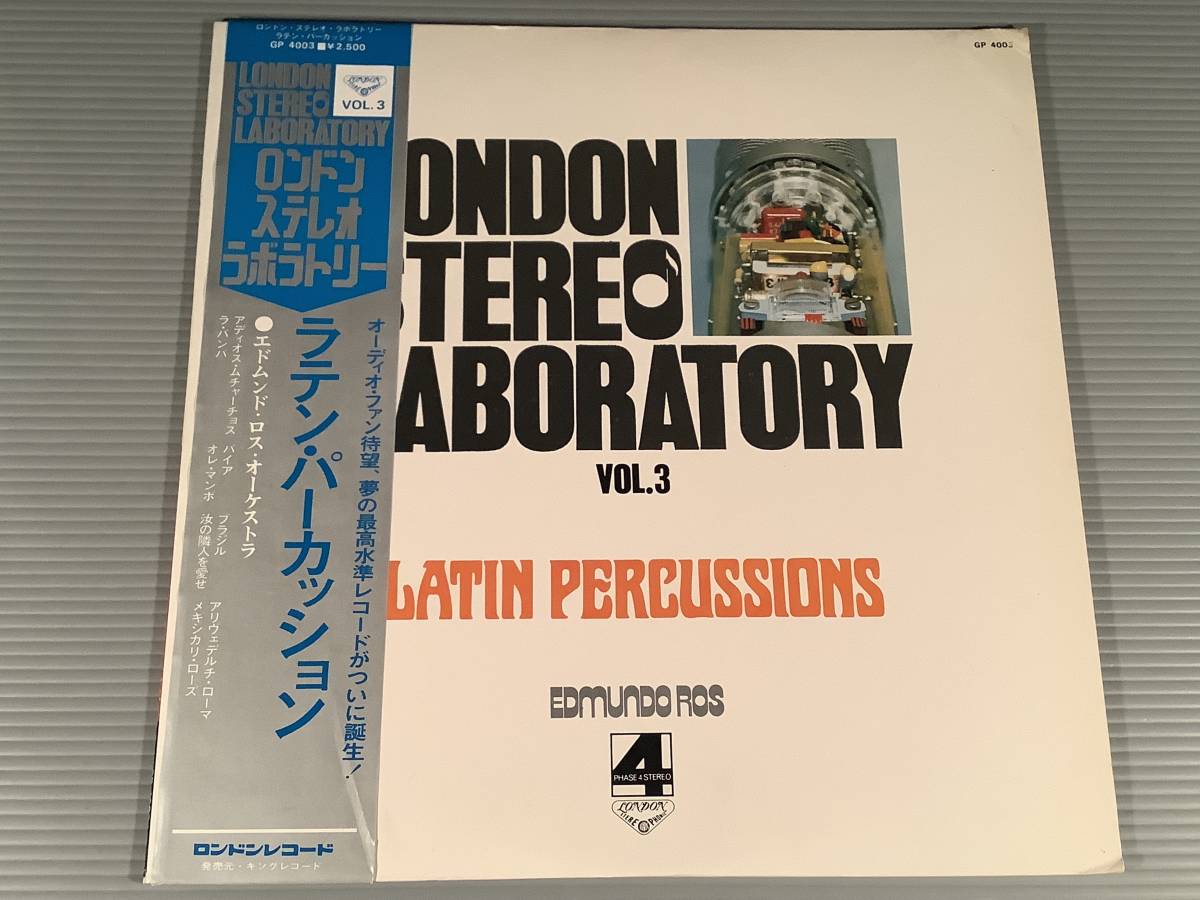 ロンドン・ステレオ・ラボラトリー
ラテン・パーカッション
GP 4003 ■ ¥2,500
LONDON
STEREO
LABORATORY
LONDON
VOL.3
ロンドン
ステレオ
ラボラトリー
オーディオ・ファン待望、夢の最高水準レコードがついに誕生！
ラテン・パーカッション
●エドムンド・ロス・オーケストラ
アディオス・ムチャーチョス
バイア
ブラジル
アリヴェデルチ・ローマ
ラ・バンバ
オレ・マンボ
汝の隣人を愛せ
メキシカリ・ローズ
ロンドンレコード
発売元・キングレコード
GP 4003
ONDON
STEREO
ABORATORY
VOL.3
LATIN PERCUSSIONS
EDMUNDO ROS
4
PHASE 4 STEREO
LONDON
STEREO PHONIC